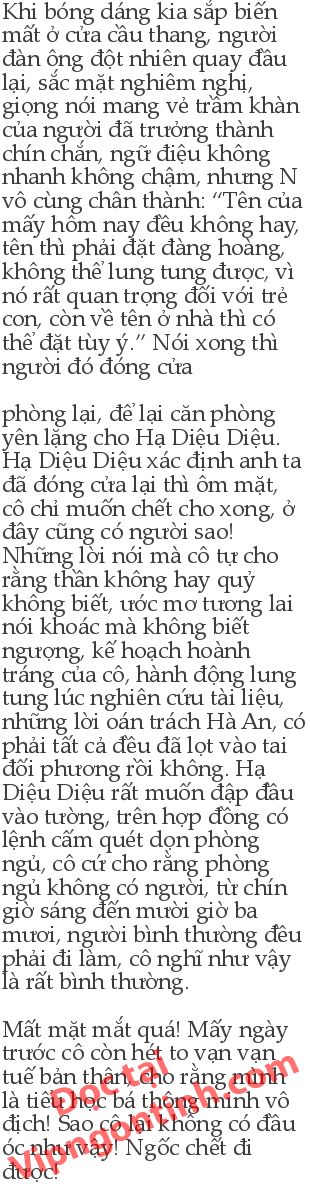 Khi bóng dáng kia sắp biến
mất ở cửa cầu thang, người
đàn ông đột nhiên quay đầu
lại, sắc mặt nghiêm nghị,
giọng nói mang vẻ trầm khàn
của người đã trưởng thành
chín chắn, ngữ điệu không
nhanh không chậm, nhưng N
vô cùng chân thành: “Tên của
mấy hôm nay đều không hay,
tên thì phải đặt đàng hoàng,
không thể lung tung được, vì
nó rất quan trọng đối với trẻ
con, còn về tên ở nhà thì có
thể đặt tùy ý.” Nói xong thì
người đó đóng cửa
phòng lại, để lại căn phòng
yên lặng cho Hạ Diệu Diệu.
Hạ Diệu Diệu xác định anh ta
đã đóng cửa lại thì ôm mặt,
cô chỉ muốn chết cho xong, ở
đây cũng có người sao!
Những lời nói mà cô tự cho
rằng thần không hay quỷ
không biết, ước mơ tương lai
nói khoác mà không biết
ngượng, kế hoạch hoành
tráng của cô, hành động lung
tung lúc nghiên cứu tài liệu,
những lời oán trách Hà An, có
phải tất cả đều đã lọt vào tai
đối phương rồi không. Hạ
Diệu Diệu rất muốn đập đầu
vào tường, trên hợp đồng có
lệnh cấm quét dọn phòng
ngủ, cô cứ cho rằng phòng
ngủ không có người, từ chín
giờ sáng đến mười giờ ba
mươi, người bình thường đều
phải đi làm, cô nghĩ như vậy
là rất bình thường.
Mất mặt mắt quá! Mấy ngày
trước cô còn hét to vạn vạn
tuế bản thân, cho rằng mình
là tiểu học bá thông minh vô
địch! Sao cô lại không có đầu
óc như vậy! Ngốc chết đi
được!
Đọc tại
Vipngontinh.com